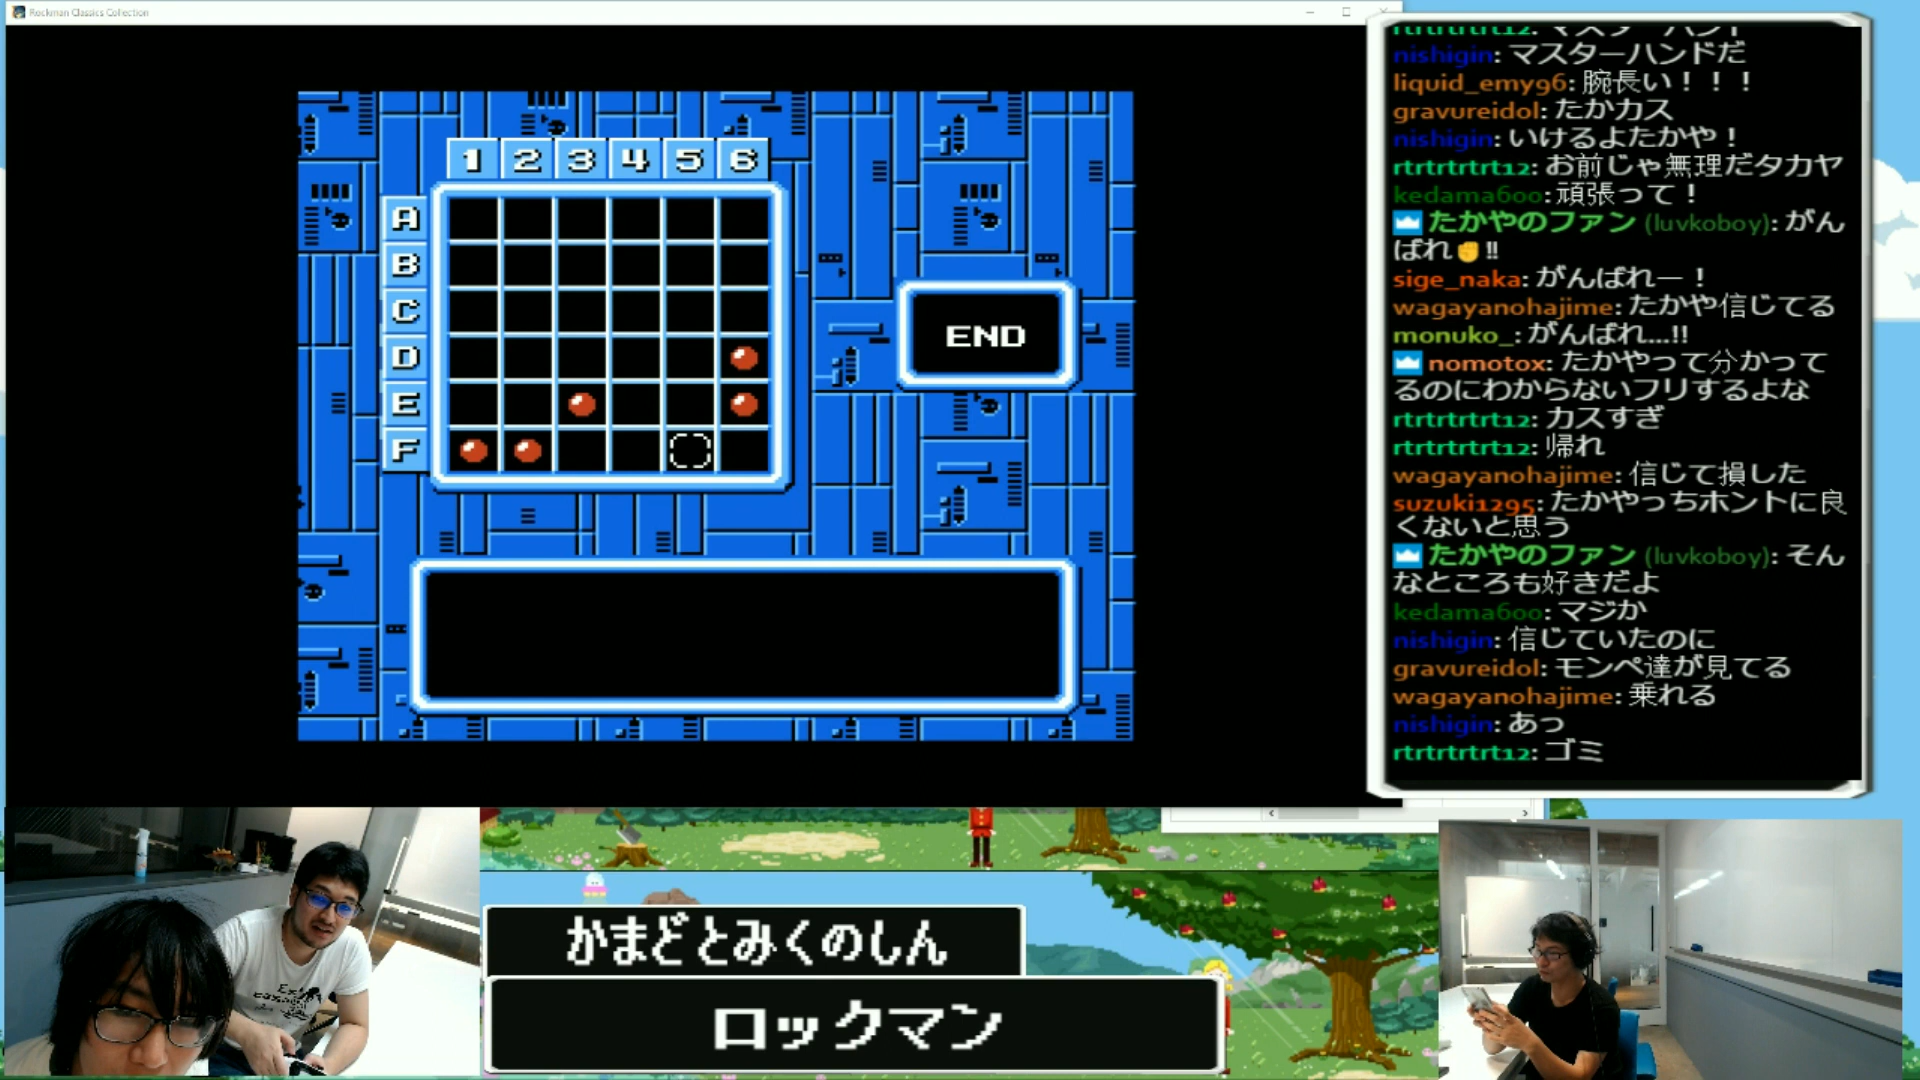 Rockman Classics Collection
1 2 3 4 5 6
A
B
C
D
E
F
END
nishigin: マスターハンドだ
liquid_emy96: 腕長い！！！
gravureidol: たかカス
nishigin: いけるよたかや！
rtrtrtrtrt12: お前じゃ無理だタカヤ
kedama600: 頑張って！
たかやのファン (luvkoboy): がん
ばれ✊‼
sige_naka: がんばれー！
wagayanohajime: たかや信じてる
monuko_: がんばれ...!!
nomotox: たかやって分かって
るのにわからないフリするよな
rtrtrtrtrt12: カスすぎ
rtrtrtrtrt12: 帰れ
wagayanohajime: 信じて損した
suzuki1295: たかやっちホントに良
くないと思う
たかやのファン (luvkoboy): そん
なところも好きだよ
kedama600: マジか
nishigin: 信じていたのに
gravureidol: モンペ達が見てる
wagayanohajime: 乗れる
nishigin: あっ
rtrtrtrtrt12: ゴミ
かまどとみくのしん
ロックマン